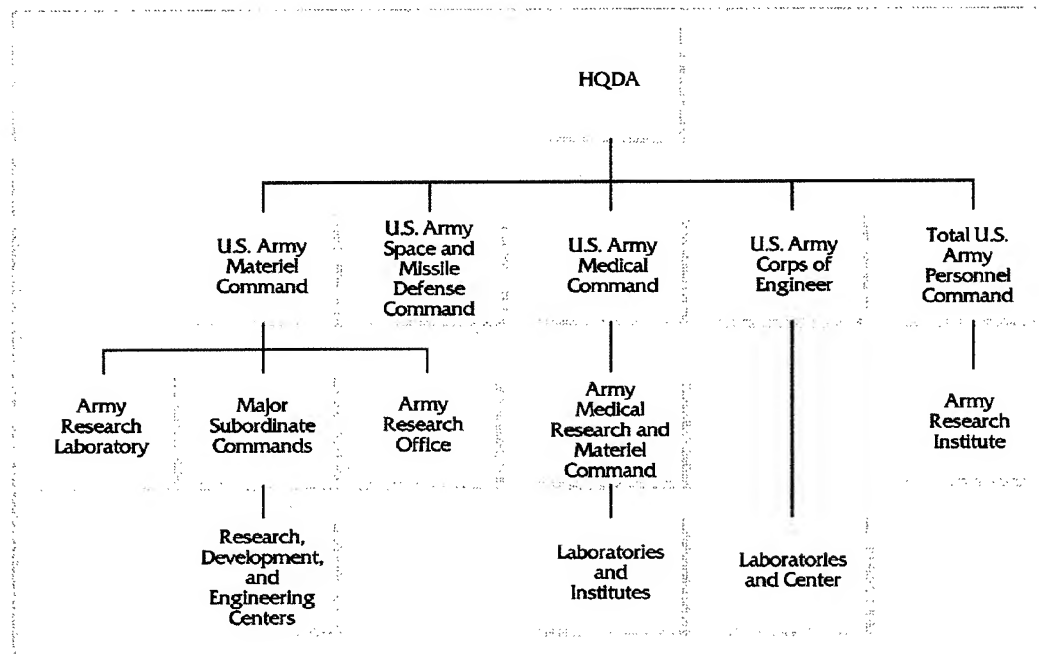 HQDA
U.S. Army
Materiel
Command
U.S. Army
Space and
Missile
Defense
Command
U.S. Army
Medical
Command
U.S. Army
Corps of
Engineer
Total U.S.
Army
Personnel
Command
Army
Research
Laboratory
Major
Subordinate
Commands
Army
Research
Office
Army
Medical
Research and
Materiel
Command
Army
Research
Institute
Research,
Development,
and
Engineering
Centers
Laboratories
and
Institutes
Laboratories
and Center